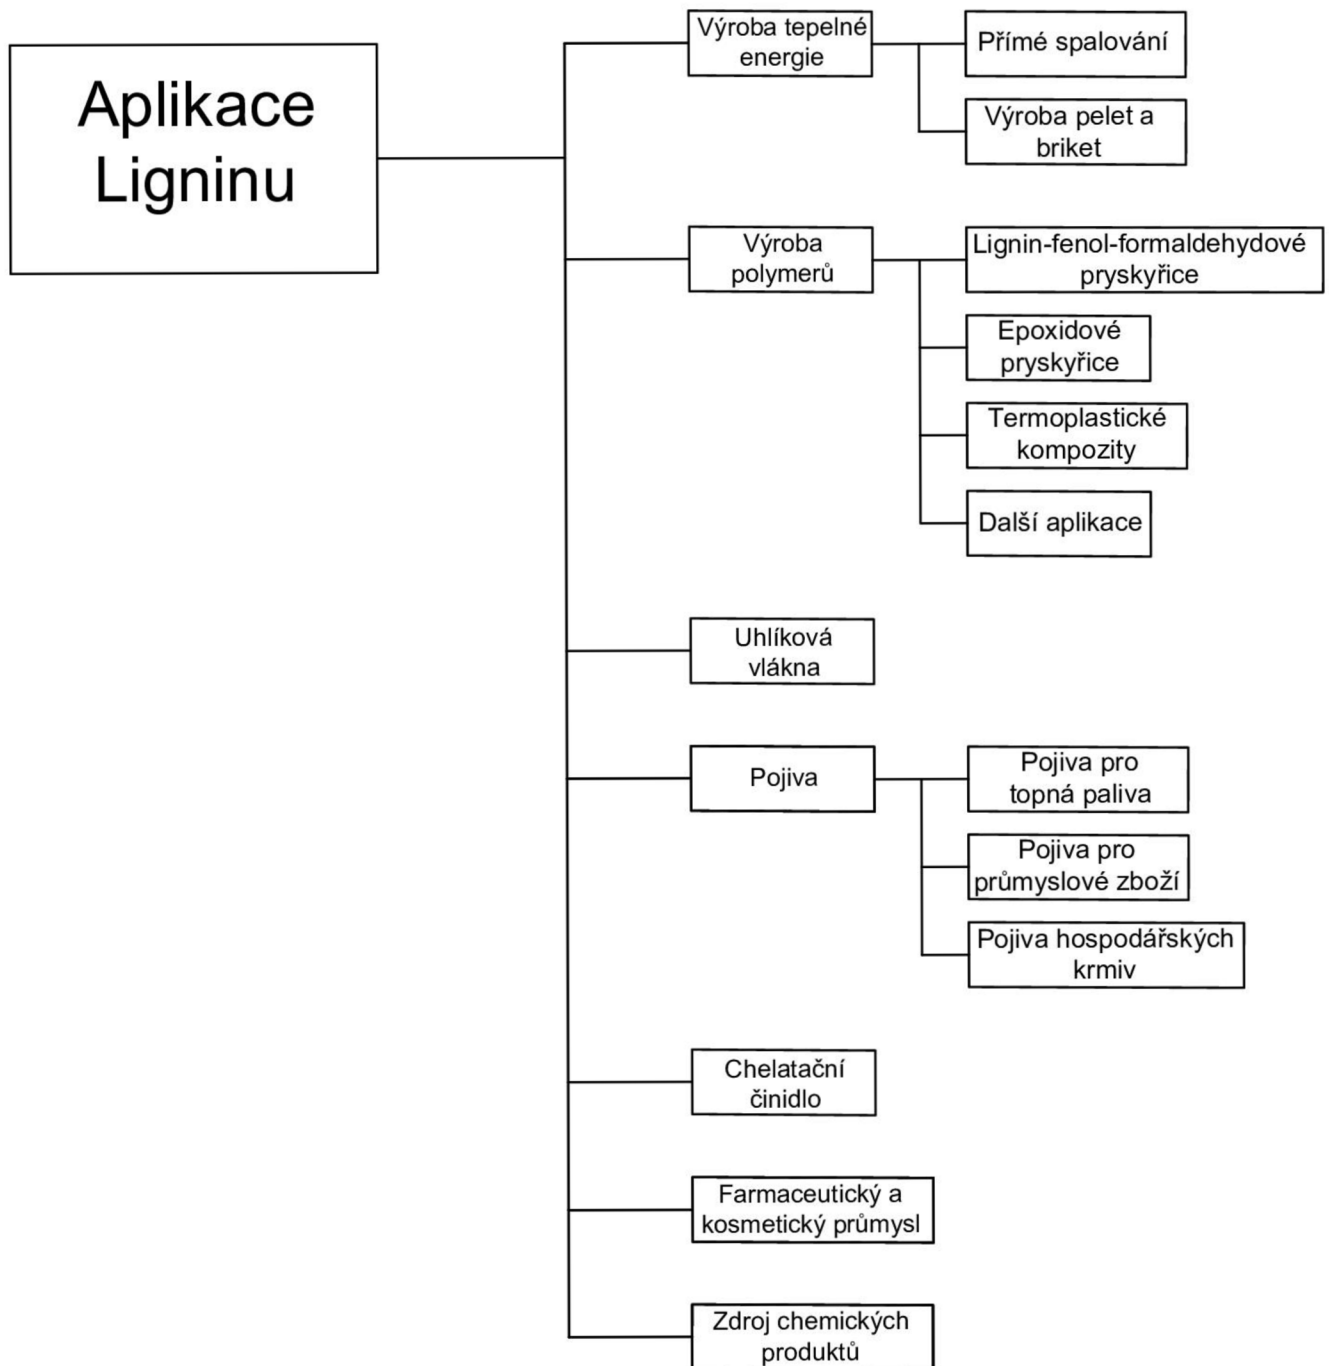 Aplikace
Ligninu
Výroba tepelné
energie
Přímé spalování
Výroba pelet a
briket
Výroba
polymerů
Lignin-fenol-formaldehydové
pryskyřice
Epoxidové
pryskyřice
Termoplastické
kompozity
Další aplikace
Uhlíková
vlákna
Pojiva
Pojiva pro
topná paliva
Pojiva pro
průmyslové zboží
Pojiva hospodářských
krmiv
Chelatační
činidlo
Farmaceutický a
kosmetický průmysl
Zdroj chemických
produktů